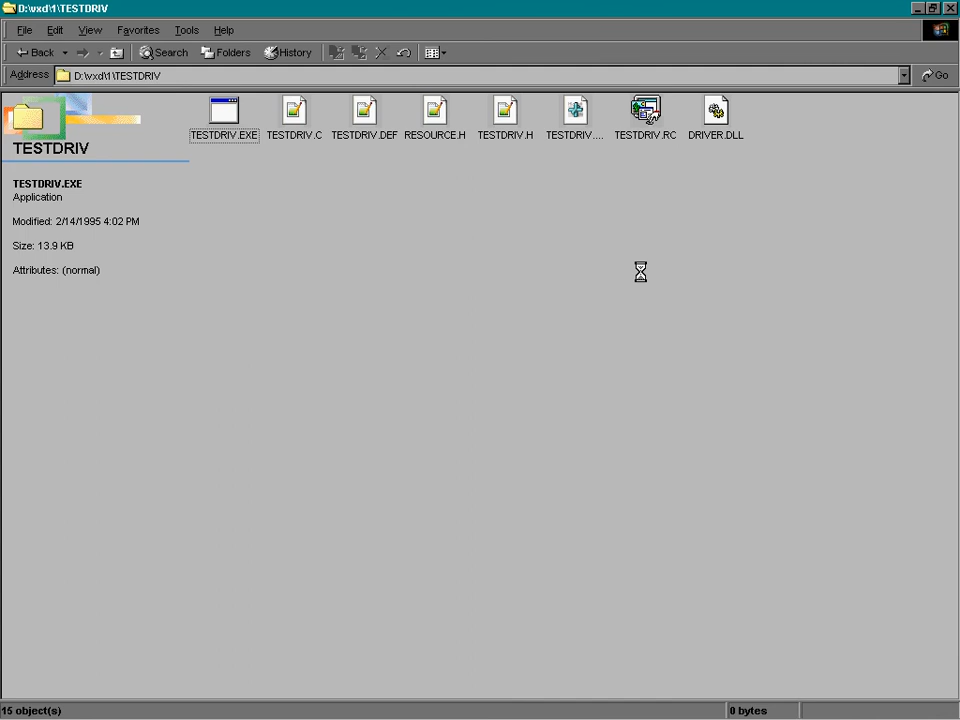 D:\vxd\1\TESTDRIV
File Edit View Favorites Tools Help
Back Search Folders History
Address D:\vxd\1\TESTDRIV Go
TESTDRIV.EXE TESTDRIV.C TESTDRIV.DEF RESOURCE.H TESTDRIV.H TESTDRIV.... TESTDRIV.RC DRIVER.DLL
TESTDRIV
TESTDRIV.EXE
Application
Modified: 2/14/1995 4:02 PM
Size: 13.9 KB
Attributes: (normal)
15 object(s) 0 bytes